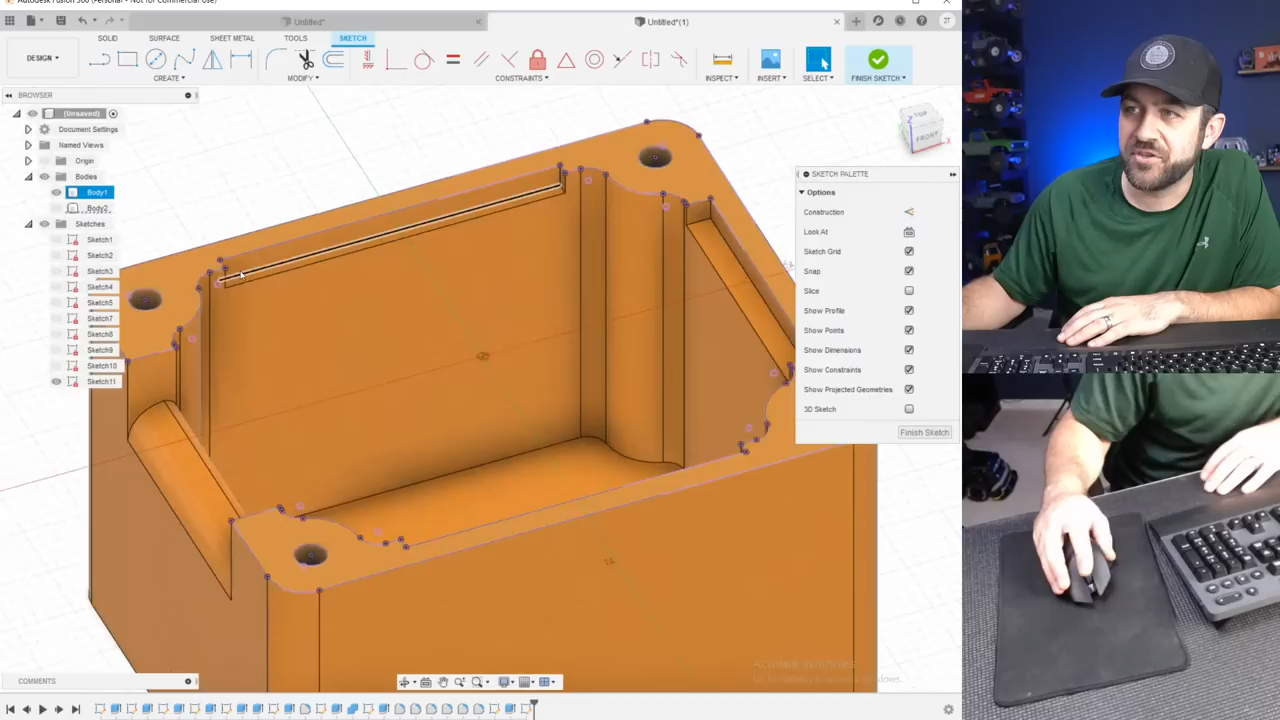 Autodesk Fusion 360 (Personal - Not for Commercial Use)
Untitled*
Untitled*(1)
JT
DESIGN
SOLID
SURFACE
SHEET METAL
TOOLS
SKETCH
CREATE
MODIFY
CONSTRAINTS
INSPECT
INSERT
SELECT
FINISH SKETCH
BROWSER
(Unsaved)
Document Settings
Named Views
Origin
Bodies
Body1
Body2
Sketches
Sketch1
Sketch2
Sketch3
Sketch4
Sketch5
Sketch7
Sketch8
Sketch9
Sketch10
Sketch11
TOP
FRONT
X
SKETCH PALETTE
Options
Construction
Look At
Sketch Grid
Snap
Slice
Show Profile
Show Points
Show Dimensions
Show Constraints
Show Projected Geometries
3D Sketch
Finish Sketch
COMMENTS